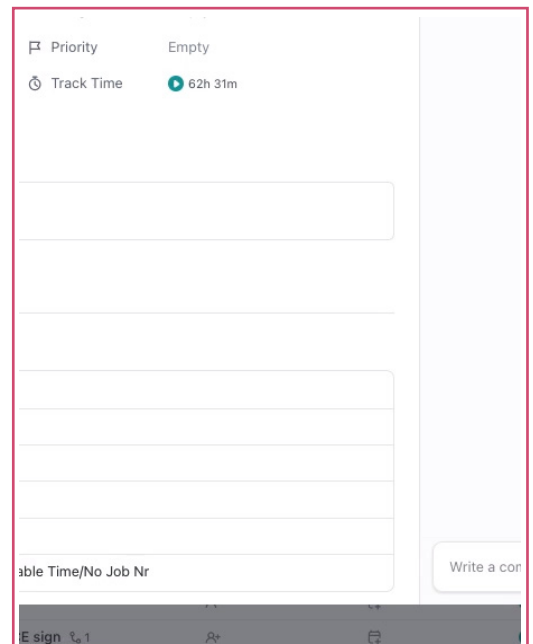 Priority Empty
Track Time 62h 31m
able Time/No Job Nr
Write a con
E sign 1